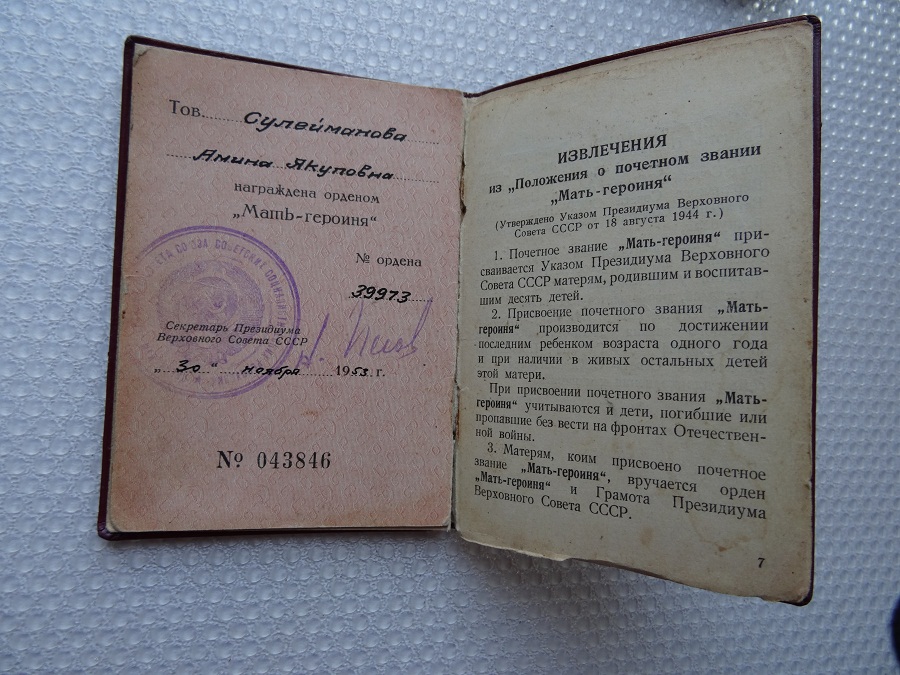 Тов. Сулейманова
Амина Якуповна
награждена орденом
„Мать-героиня“
№ ордена
39973
Секретарь Президиума
Верховного Совета СССР
„30“ ноября 1953 г.
№ 043846
ИЗВЛЕЧЕНИЯ
из „Положения о почетном звании
„Мать-героиня“
(Утверждено Указом Президиума Верховного
Совета СССР от 18 августа 1944 г.)
1. Почетное звание „Мать-героиня“ при-
сваивается Указом Президиума Верховного
Совета СССР матерям, родившим и воспитав-
шим десять детей.
2. Присвоение почетного звания „Мать-
героиня“ производится по достижении
последним ребенком возраста одного года
и при наличии в живых остальных детей
этой матери.
При присвоении почетного звания „Мать-
героиня“ учитываются и дети, погибшие или
пропавшие без вести на фронтах Отечествен-
ной войны.
3. Матерям, коим присвоено почетное
звание „Мать-героиня“, вручается орден
„Мать-героиня“ и Грамота Президиума
Верховного Совета СССР.
7